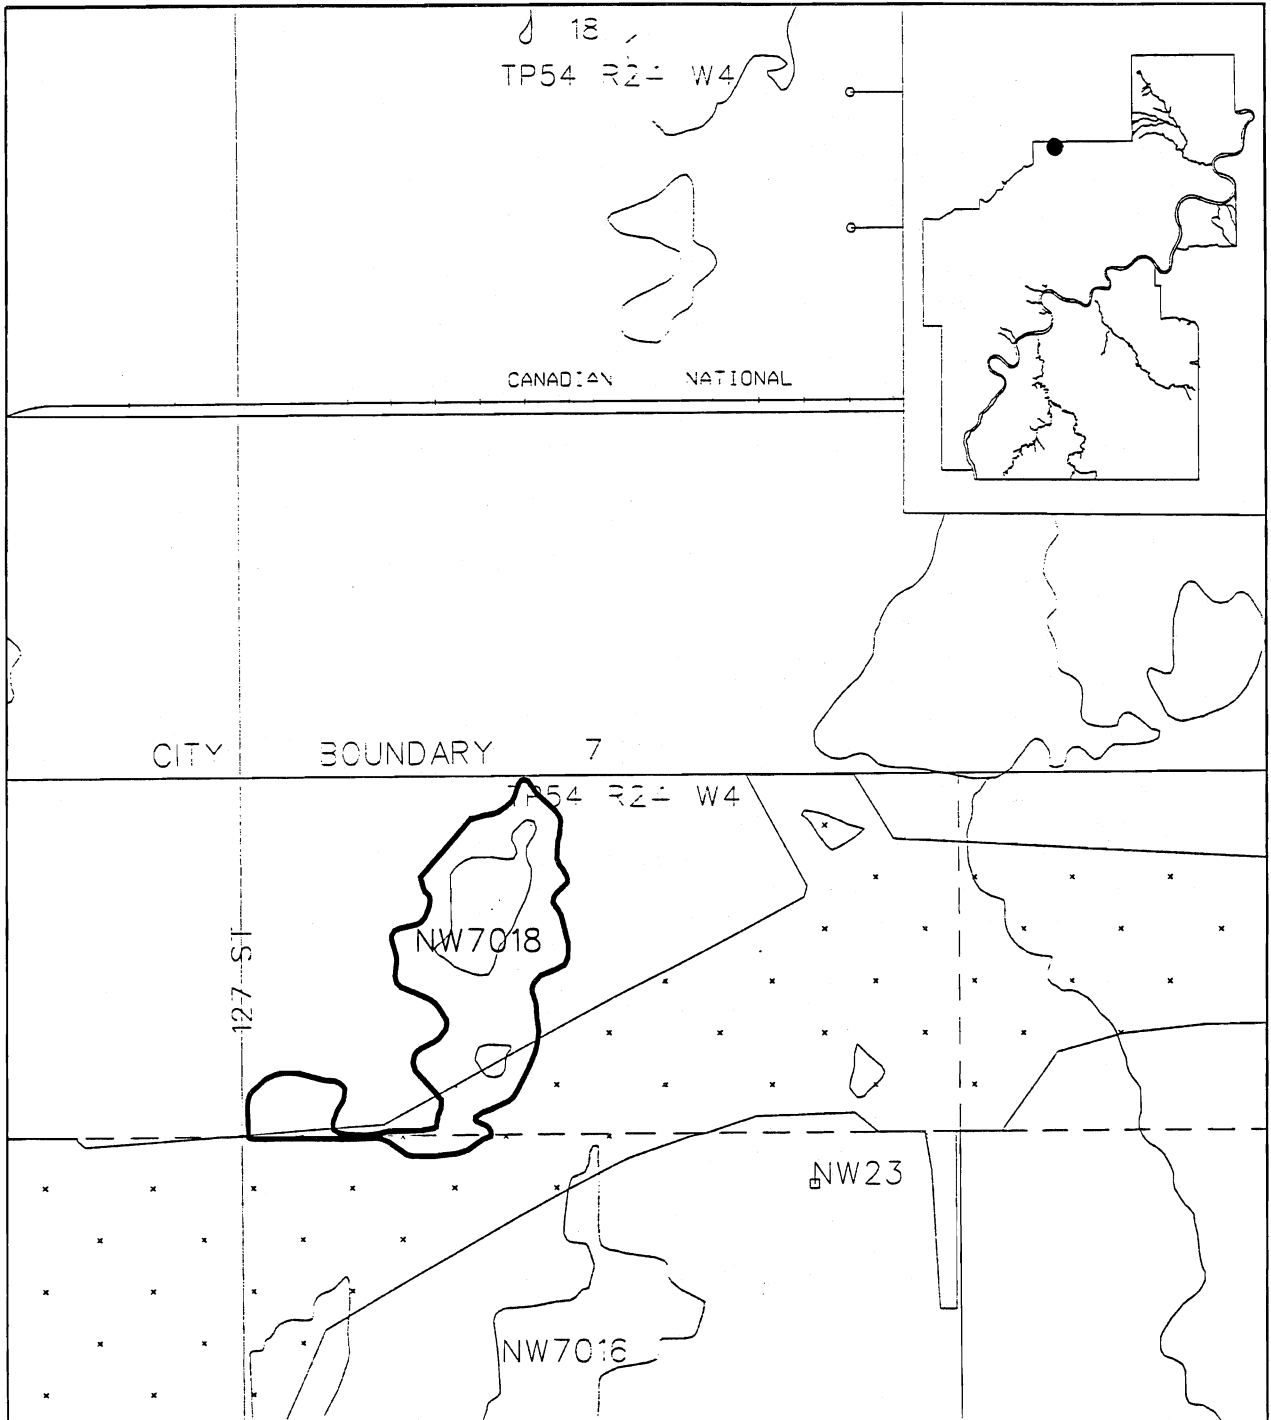 18
TP54 R24 W4
CANADIAN NATIONAL
CITY BOUNDARY 7
TP54 R24 W4
NW7018
127 ST
NW23
NW7016